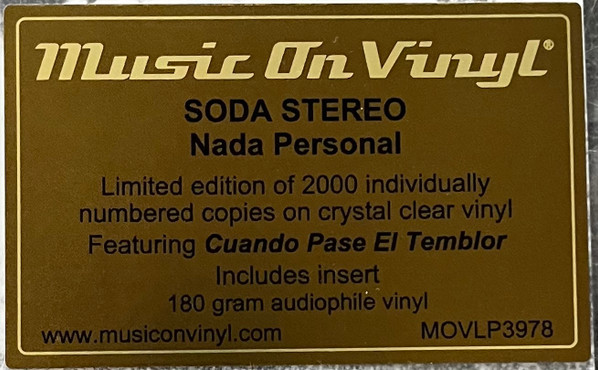 Music On Vinyl®
SODA STEREO
Nada Personal
Limited edition of 2000 individually
numbered copies on crystal clear vinyl
Featuring Cuando Pase El Temblor
Includes insert
180 gram audiophile vinyl
www.musiconvinyl.com MOVLP3978